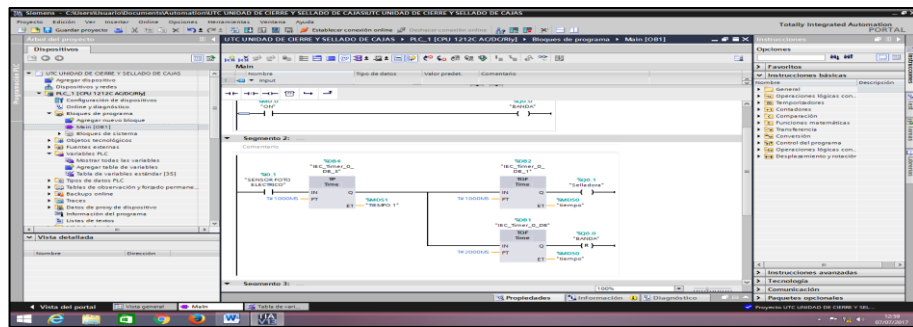 Siemens - C:\Users\Usuario\Documents\Automation\UTC UNIDAD DE CIERRE Y SELLADO DE CAJAS\UTC UNIDAD DE CIERRE Y SELLADO DE CAJAS
Proyecto Edición Ver Insertar Online Opciones Herramientas Ventana Ayuda
Guardar proyecto
Establecer conexión online
Deshacer conexión online
Totally Integrated Automation
PORTAL
Árbol del proyecto
UTC UNIDAD DE CIERRE Y SELLADO DE CAJAS ▸ PLC_1 [CPU 1212C AC/DC/Rly] ▸ Bloques de programa ▸ Main [OB1]
Instrucciones
Dispositivos
Opciones
UTC UNIDAD DE CIERRE Y SELLADO DE CAJAS
Agregar dispositivo
Dispositivos y redes
PLC_1 [CPU 1212C AC/DC/Rly]
Configuración de dispositivos
Online y diagnóstico
Bloques de programa
Agregar nuevo bloque
Main [OB1]
Bloques de sistema
Objetos tecnológicos
Fuentes externas
Variables PLC
Mostrar todas las variables
Agregar tabla de variables
Tabla de variables estándar [35]
Tipos de datos PLC
Tablas de observación y forzado permane...
Backups online
Traces
Datos de proxy de dispositivo
Información del programa
Listas de textos
Vista detallada
Nombre Dirección
Main
Nombre Tipo de datos Valor predet. Comentario
Input
"ON"
"BANDA"
Segmento 2:
Comentario
%I0.1
"SENSOR FOTO ELECTRICO"
%DB4
"IEC_Timer_0_DB_3"
TP
Time
IN Q
PT ET
%MD51
"TIEMPO 1"
%DB2
"IEC_Timer_0_DB_1"
TOF
Time
IN Q
PT ET
%MD50
"tiempo"
%Q0.1
"Selladora"
%DB1
"IEC_Timer_0_DB"
TOF
Time
IN Q
T#2000MS PT ET
%MD50
"tiempo"
%Q0.0
"BANDA"
R
Segmento 3:
100%
Propiedades Información Diagnóstico
Favoritos
Instrucciones básicas
Nombre Descripción
General
Operaciones lógicas con...
Temporizadores
Contadores
Comparación
Funciones matemáticas
Transferencia
Conversión
Control del programa
Operaciones lógicas con...
Desplazamiento y rotación
Instrucciones avanzadas
Tecnología
Comunicación
Paquetes opcionales
Vista del portal Vista general Main Tabla de vari...
Proyecto UTC UNIDAD DE CIERRE Y SEL...
12:59
07/07/2017